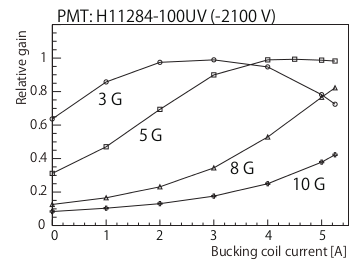 PMT: H11284-100UV (-2100 V)
Relative gain
1
0.8
0.6
0.4
0.2
0
3 G
5 G
8 G
10 G
0 1 2 3 4 5
Bucking coil current [A]